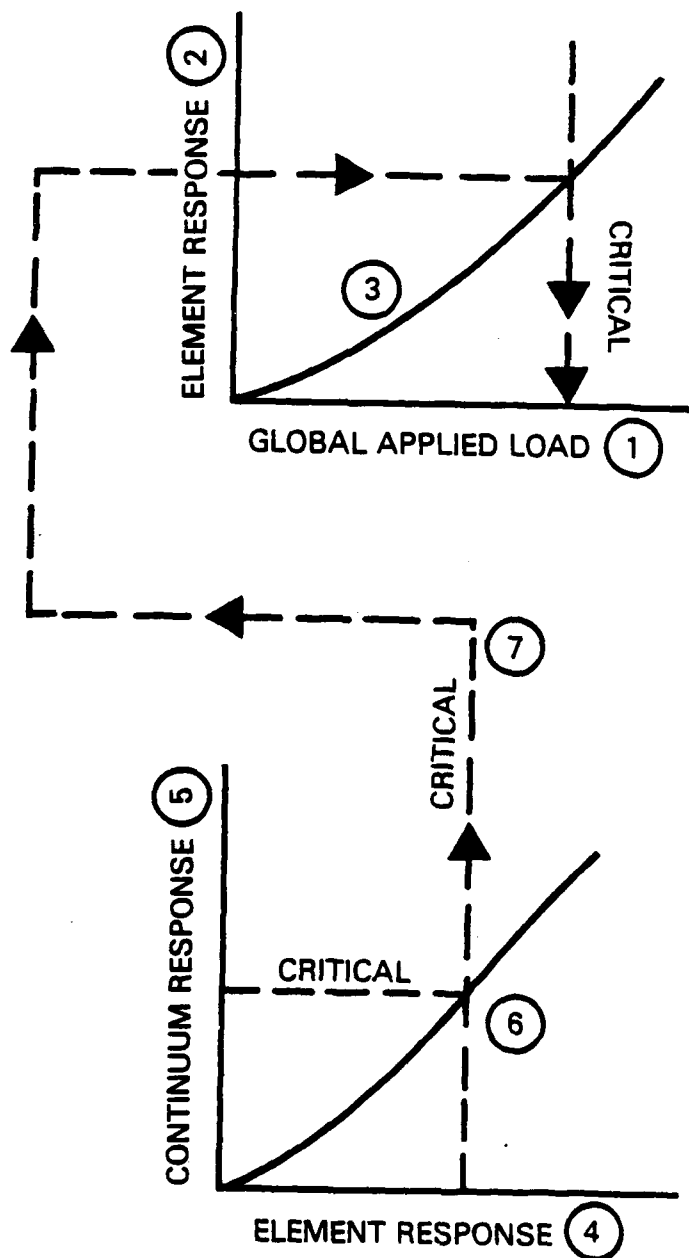 ELEMENT RESPONSE 2
3
CRITICAL
GLOBAL APPLIED LOAD 1
7
CRITICAL
CONTINUUM RESPONSE 5
CRITICAL
6
ELEMENT RESPONSE 4